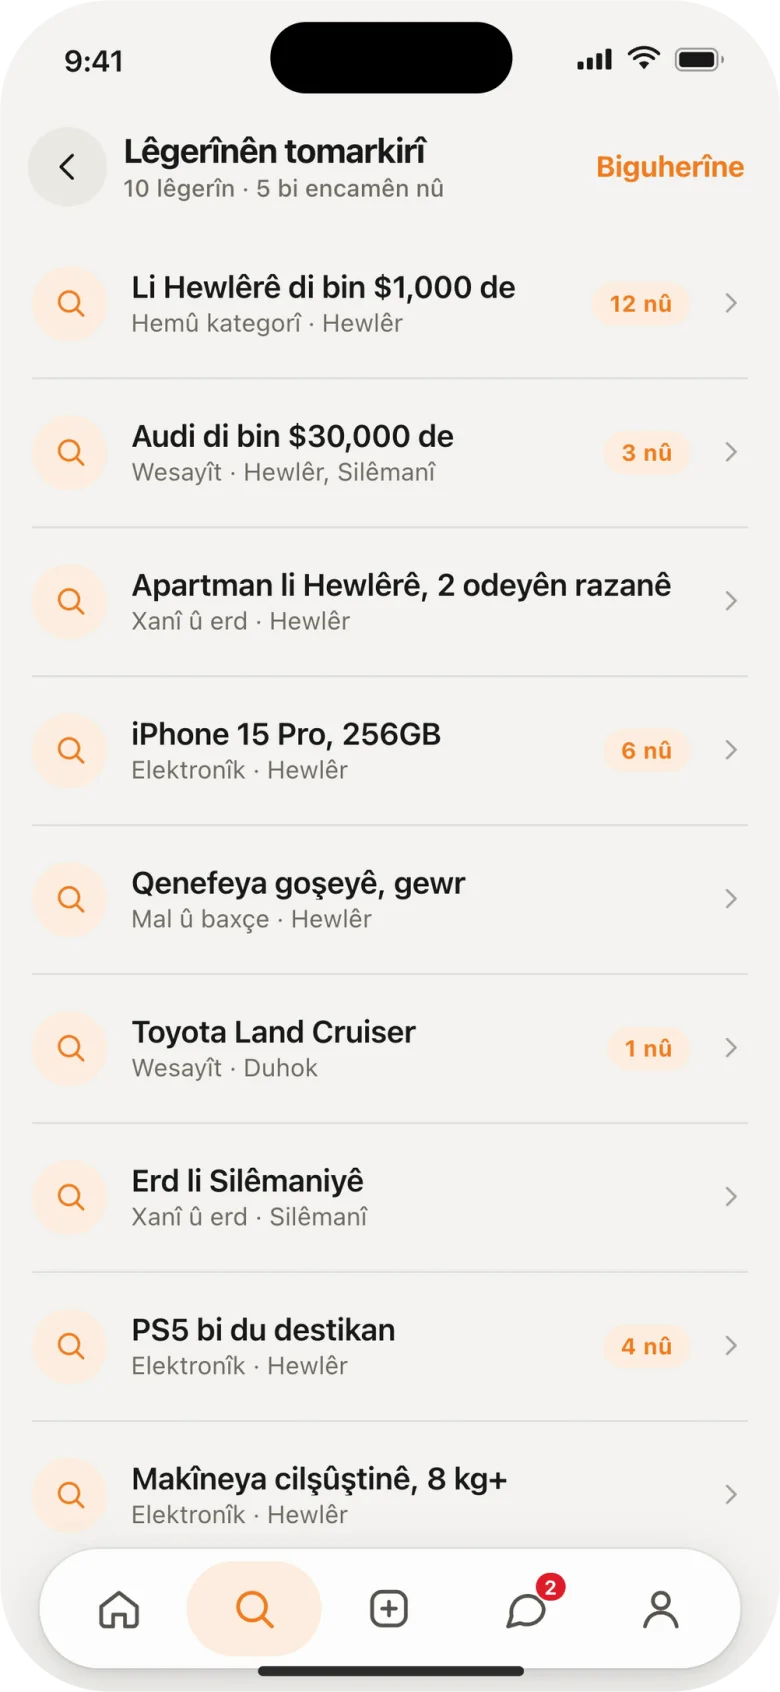 9:41
Lêgerînên tomarkirî
10 lêgerîn · 5 bi encamên nû
Biguherîne
Li Hewlêrê di bin $1,000 de
Hemû kategorî · Hewlêr
12 nû
Audi di bin $30,000 de
Wesayît · Hewlêr, Silêmanî
3 nû
Apartman li Hewlêrê, 2 odeyên razanê
Xanî û erd · Hewlêr
iPhone 15 Pro, 256GB
Elektronîk · Hewlêr
6 nû
Qenefeya goşeyê, gewr
Mal û baxçe · Hewlêr
Toyota Land Cruiser
Wesayît · Duhok
1 nû
Erd li Silêmaniyê
Xanî û erd · Silêmanî
PS5 bi du destikan
Elektronîk · Hewlêr
4 nû
Makîneya cilşûştinê, 8 kg+
Elektronîk · Hewlêr
2